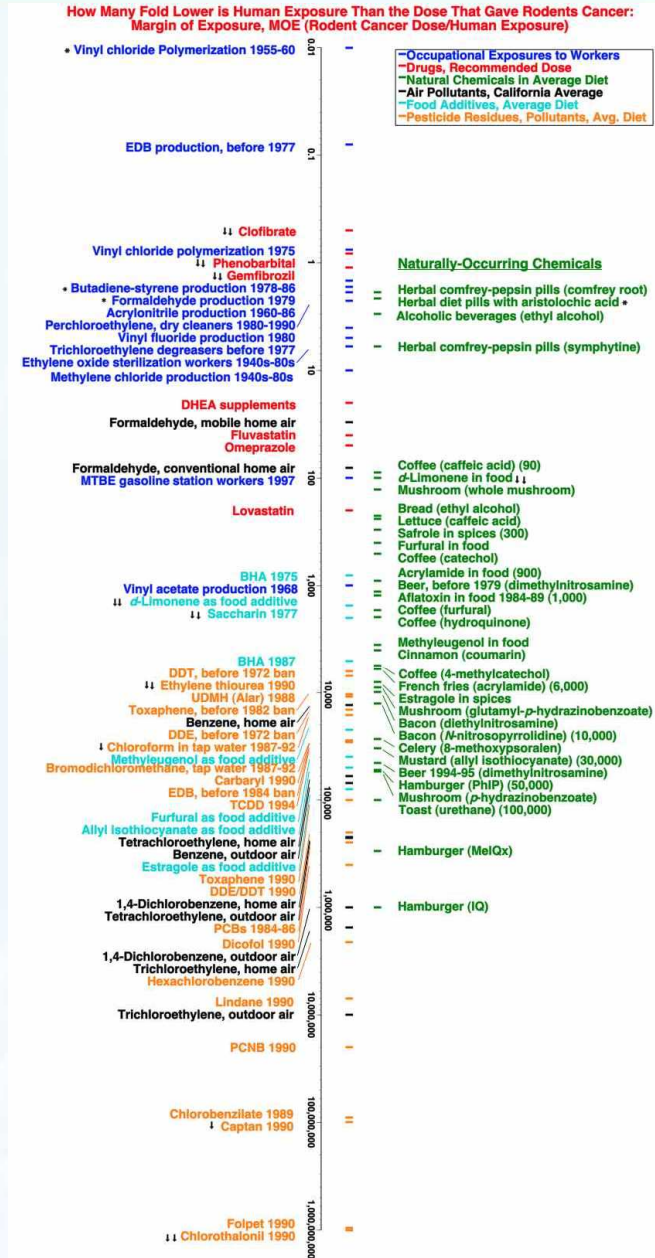 How Many Fold Lower is Human Exposure Than the Dose That Gave Rodents Cancer:
Margin of Exposure, MOE (Rodent Cancer Dose/Human Exposure)
* Vinyl chloride Polymerization 1955-60
EDB production, before 1977
↓↓ Clofibrate
Vinyl chloride polymerization 1975
↓↓ Phenobarbital
↓↓ Gemfibrozil
* Butadiene-styrene production 1978-86
* Formaldehyde production 1979
Acrylonitrile production 1960-86
Perchloroethylene, dry cleaners 1980-1990
Vinyl fluoride production 1980
Trichloroethylene degreasers before 1977
Ethylene oxide sterilization workers 1940s-80s
Methylene chloride production 1940s-80s
DHEA supplements
Formaldehyde, mobile home air
Fluvastatin
Omeprazole
Formaldehyde, conventional home air
MTBE gasoline station workers 1997
Lovastatin
BHA 1975
Vinyl acetate production 1968
↓↓ d-Limonene as food additive
↓↓ Saccharin 1977
BHA 1987
DDT, before 1972 ban
↓↓ Ethylene thiourea 1990
UDMH (Alar) 1988
Toxaphene, before 1982 ban
Benzene, home air
DDE, before 1972 ban
↓ Chloroform in tap water 1987-92
Methyleugenol as food additive
Bromodichloromethane, tap water 1987-92
Carbaryl 1990
EDB, before 1984 ban
TCDD 1994
Furfural as food additive
Allyl isothiocyanate as food additive
Tetrachloroethylene, home air
Benzene, outdoor air
Estragole as food additive
Toxaphene 1990
DDE/DDT 1990
1,4-Dichlorobenzene, home air
Tetrachloroethylene, outdoor air
PCBs 1984-86
Dicofol 1990
1,4-Dichlorobenzene, outdoor air
Trichloroethylene, home air
Hexachlorobenzene 1990
Lindane 1990
Trichloroethylene, outdoor air
PCNB 1990
Chlorobenzilate 1989
↓ Captan 1990
Folpet 1990
↓↓ Chlorothalonil 1990
0.01
0.1
1
10
100
1,000
10,000
100,000
1,000,000
10,000,000
100,000,000
1,000,000,000
Occupational Exposures to Workers
Drugs, Recommended Dose
Natural Chemicals in Average Diet
Air Pollutants, California Average
Food Additives, Average Diet
Pesticide Residues, Pollutants, Avg. Diet
Naturally-Occurring Chemicals
Herbal comfrey-pepsin pills (comfrey root)
Herbal diet pills with aristolochic acid *
Alcoholic beverages (ethyl alcohol)
Herbal comfrey-pepsin pills (symphytine)
Coffee (caffeic acid) (90)
d-Limonene in food ↓↓
Mushroom (whole mushroom)
Bread (ethyl alcohol)
Lettuce (caffeic acid)
Safrole in spices (300)
Furfural in food
Coffee (catechol)
Acrylamide in food (900)
Beer, before 1979 (dimethylnitrosamine)
Aflatoxin in food 1984-89 (1,000)
Coffee (furfural)
Coffee (hydroquinone)
Methyleugenol in food
Cinnamon (coumarin)
Coffee (4-methylcatechol)
French fries (acrylamide) (6,000)
Estragole in spices
Mushroom (glutamyl-p-hydrazinobenzoate)
Bacon (diethylnitrosamine)
Bacon (N-nitrosopyrrolidine) (10,000)
Celery (8-methoxypsoralen)
Mustard (allyl isothiocyanate) (30,000)
Beer 1994-95 (dimethylnitrosamine)
Hamburger (PhIP) (50,000)
Mushroom (p-hydrazinobenzoate)
Toast (urethane) (100,000)
Hamburger (MeIQx)
Hamburger (IQ)